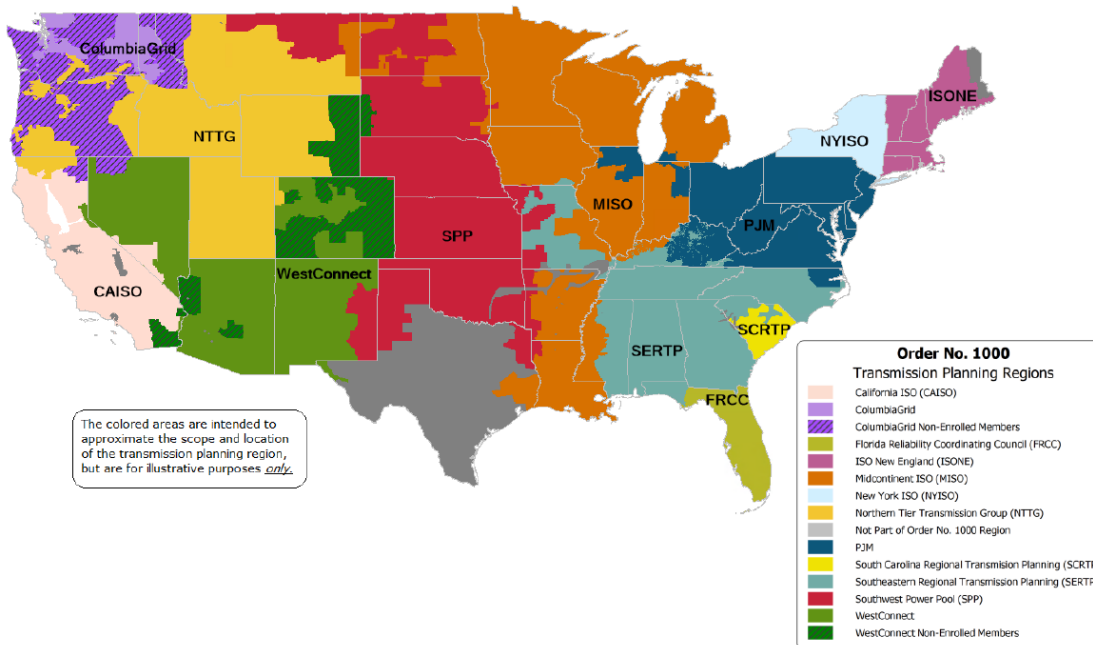 ColumbiaGrid
ISONE
NTTG
NYISO
MISO
PJM
SPP
WestConnect
CAISO
SCRTP
SERTP
FRCC
The colored areas are intended to
approximate the scope and location
of the transmission planning region,
but are for illustrative purposes only.
Order No. 1000
Transmission Planning Regions
California ISO (CAISO)
ColumbiaGrid
ColumbiaGrid Non-Enrolled Members
Florida Reliability Coordinating Council (FRCC)
ISO New England (ISONE)
Midcontinent ISO (MISO)
New York ISO (NYISO)
Northern Tier Transmission Group (NTTG)
Not Part of Order No. 1000 Region
PJM
South Carolina Regional Transmision Planning (SCRTP
Southeastern Regional Transmission Planning (SERTP
Southwest Power Pool (SPP)
WestConnect
WestConnect Non-Enrolled Members